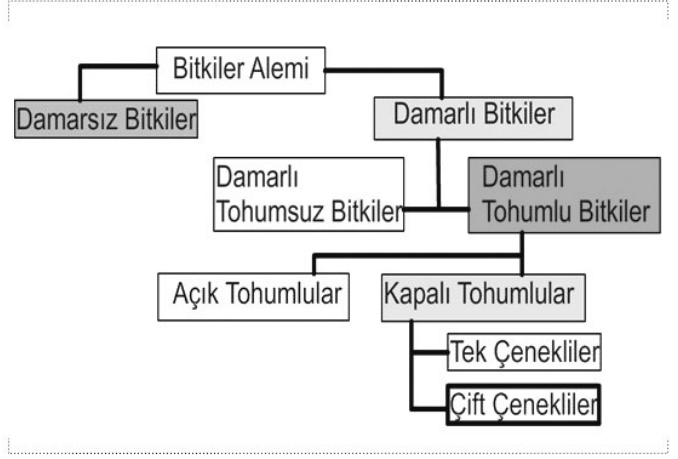 Bitkiler Alemi
Damarsız Bitkiler
Damarlı Bitkiler
Damarlı
Tohumsuz Bitkiler
Damarlı
Tohumlu Bitkiler
Açık Tohumlular
Kapalı Tohumlular
Tek Çenekliler
Çift Çenekliler